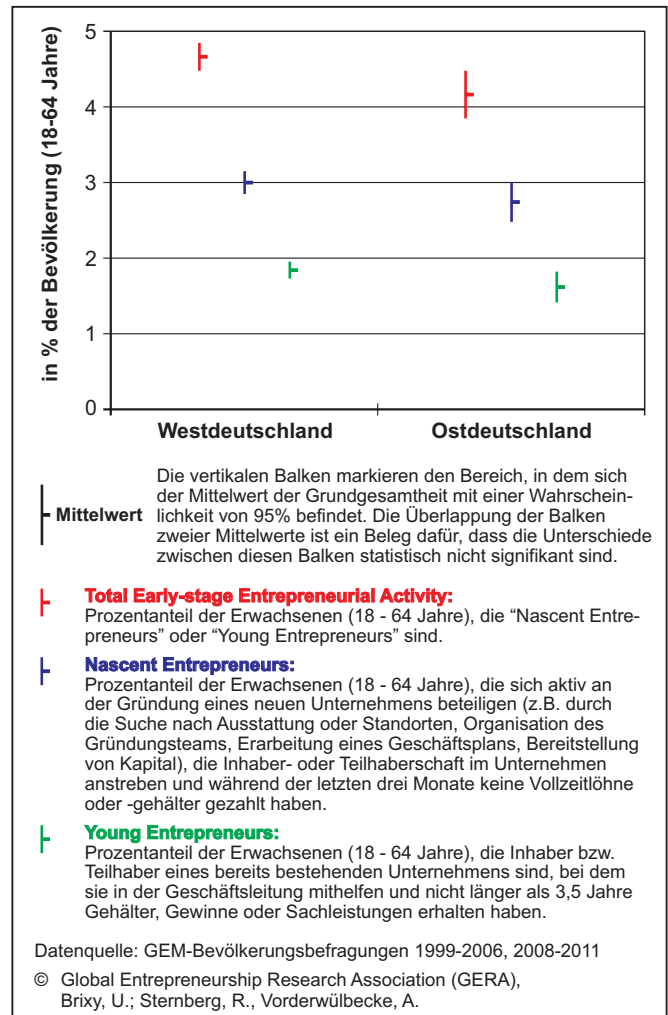 in % der Bevölkerung (18-64 Jahre)
5
4
3
2
1
0
Westdeutschland Ostdeutschland
Mittelwert
Die vertikalen Balken markieren den Bereich, in dem sich
der Mittelwert der Grundgesamtheit mit einer Wahrschein-
lichkeit von 95% befindet. Die Überlappung der Balken
zweier Mittelwerte ist ein Beleg dafür, dass die Unterschiede
zwischen diesen Balken statistisch nicht signifikant sind.
Total Early-stage Entrepreneurial Activity:
Prozentanteil der Erwachsenen (18 - 64 Jahre), die “Nascent Entre-
preneurs” oder “Young Entrepreneurs” sind.
Nascent Entrepreneurs:
Prozentanteil der Erwachsenen (18 - 64 Jahre), die sich aktiv an
der Gründung eines neuen Unternehmens beteiligen (z.B. durch
die Suche nach Ausstattung oder Standorten, Organisation des
Gründungsteams, Erarbeitung eines Geschäftsplans, Bereitstellung
von Kapital), die Inhaber- oder Teilhaberschaft im Unternehmen
anstreben und während der letzten drei Monate keine Vollzeitlöhne
oder -gehälter gezahlt haben.
Young Entrepreneurs:
Prozentanteil der Erwachsenen (18 - 64 Jahre), die Inhaber bzw.
Teilhaber eines bereits bestehenden Unternehmens sind, bei dem
sie in der Geschäftsleitung mithelfen und nicht länger als 3,5 Jahre
Gehälter, Gewinne oder Sachleistungen erhalten haben.
Datenquelle: GEM-Bevölkerungsbefragungen 1999-2006, 2008-2011
© Global Entrepreneurship Research Association (GERA),
Brixy, U.; Sternberg, R., Vorderwülbecke, A.